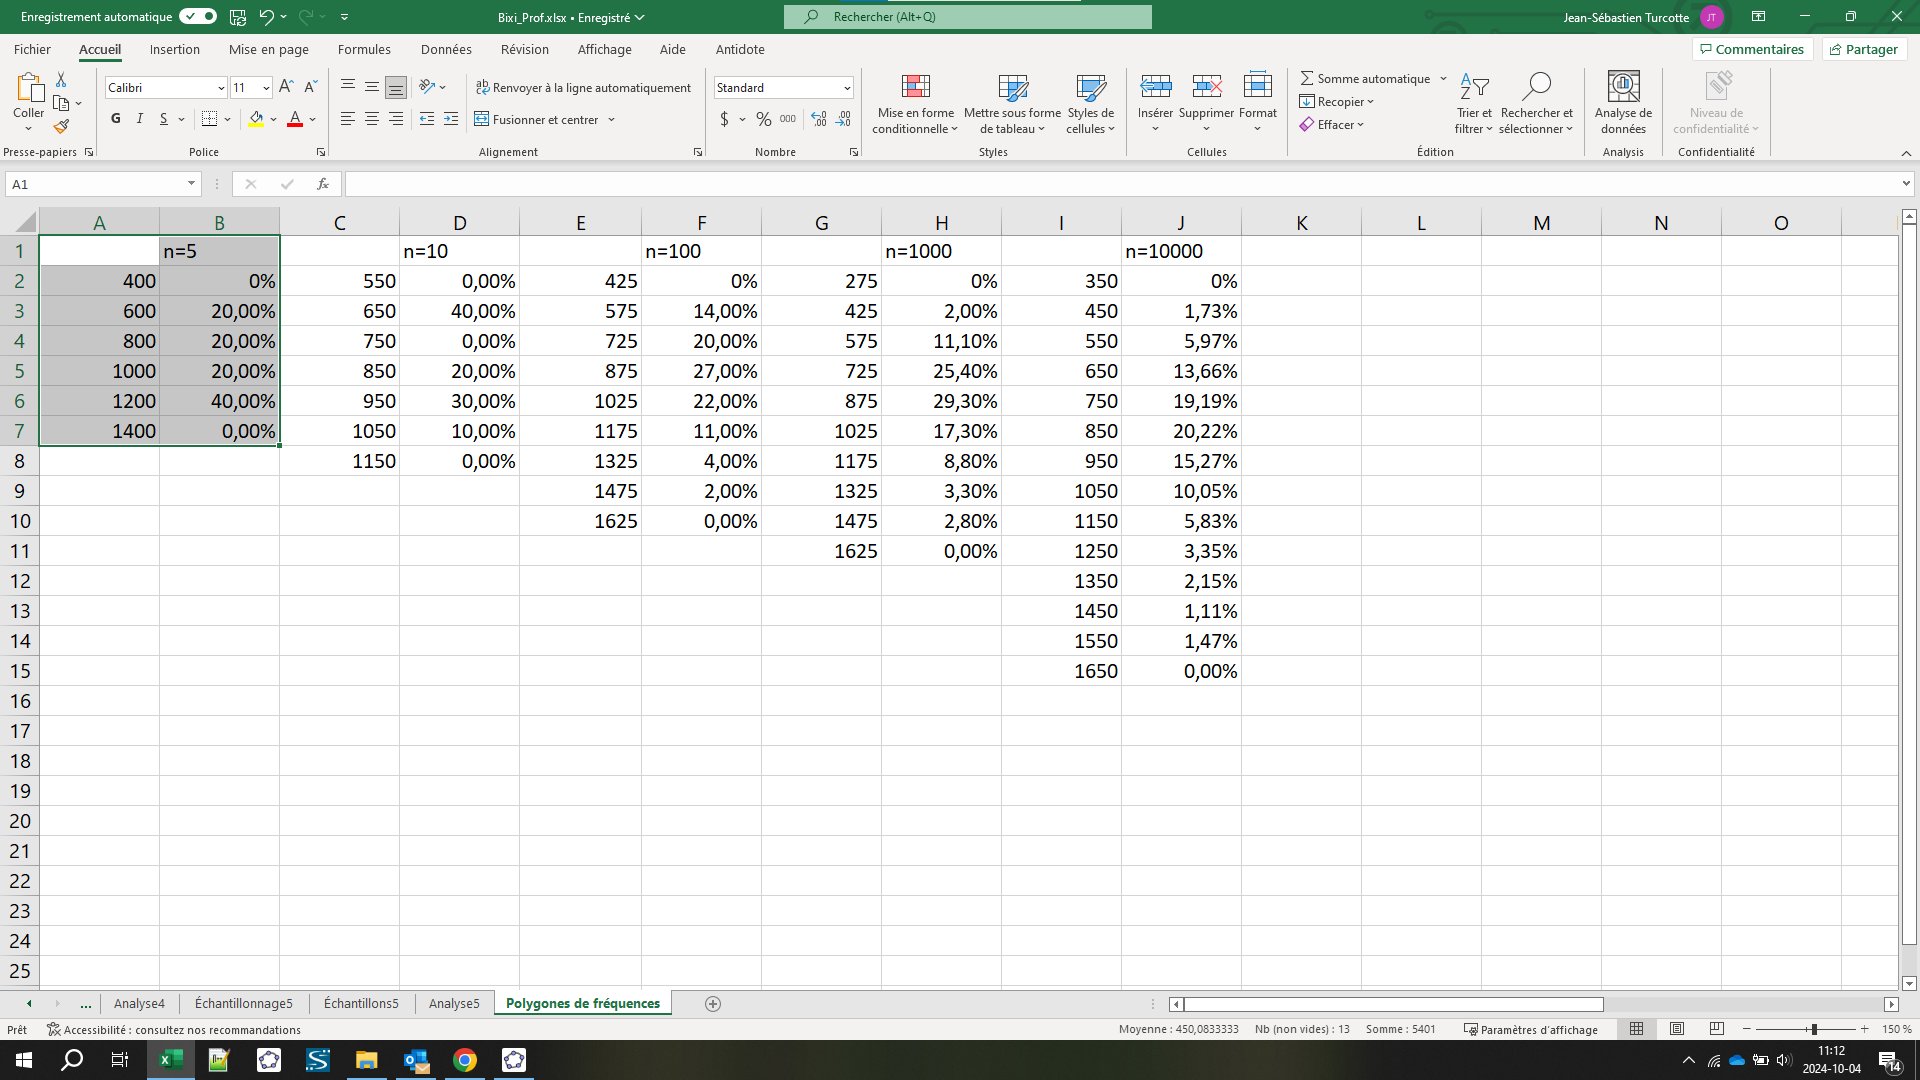 Enregistrement automatique
Bixi_Prof.xlsx • Enregistré
Rechercher (Alt+Q)
Jean-Sébastien Turcotte JT
Fichier Accueil Insertion Mise en page Formules Données Révision Affichage Aide Antidote
Commentaires Partager
Coller
Presse-papiers
Calibri 11
G I S
Police
Renvoyer à la ligne automatiquement
Fusionner et centrer
Alignement
Standard
$ % 000
Nombre
Mise en forme conditionnelle
Mettre sous forme de tableau
Styles de cellules
Styles
Insérer Supprimer Format
Cellules
Somme automatique
Recopier
Effacer
Trier et filtrer
Rechercher et sélectionner
Édition
Analyse de données
Analysis
Niveau de confidentialité
Confidentialité
A1 fx
A B C D E F G H I J K L M N O
1 n=5 n=10 n=100 n=1000 n=10000
2 400 0% 550 0,00% 425 0% 275 0% 350 0%
3 600 20,00% 650 40,00% 575 14,00% 425 2,00% 450 1,73%
4 800 20,00% 750 0,00% 725 20,00% 575 11,10% 550 5,97%
5 1000 20,00% 850 20,00% 875 27,00% 725 25,40% 650 13,66%
6 1200 40,00% 950 30,00% 1025 22,00% 875 29,30% 750 19,19%
7 1400 0,00% 1050 10,00% 1175 11,00% 1025 17,30% 850 20,22%
8 1150 0,00% 1325 4,00% 1175 8,80% 950 15,27%
9 1475 2,00% 1325 3,30% 1050 10,05%
10 1625 0,00% 1475 2,80% 1150 5,83%
11 1625 0,00% 1250 3,35%
12 1350 2,15%
13 1450 1,11%
14 1550 1,47%
15 1650 0,00%
16
17
18
19
20
21
22
23
24
25
... Analyse4 Échantillonnage5 Échantillons5 Analyse5 Polygones de fréquences
Prêt Accessibilité : consultez nos recommandations Moyenne : 450,0833333 Nb (non vides) : 13 Somme : 5401 Paramètres d'affichage 150 %
11:12
2024-10-04
14